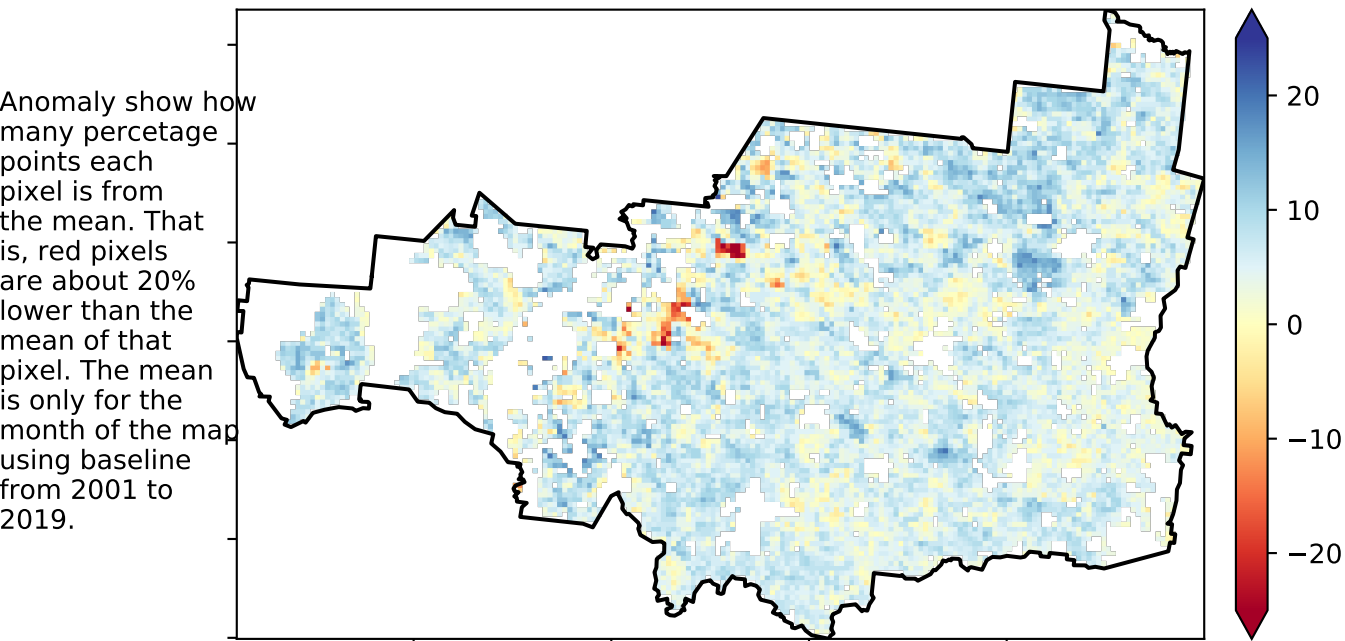 Anomaly show how
many percetage
points each
pixel is from
the mean. That
is, red pixels
are about 20%
lower than the
mean of that
pixel. The mean
is only for the
month of the map
using baseline
from 2001 to
2019.
20
10
0
−10
−20